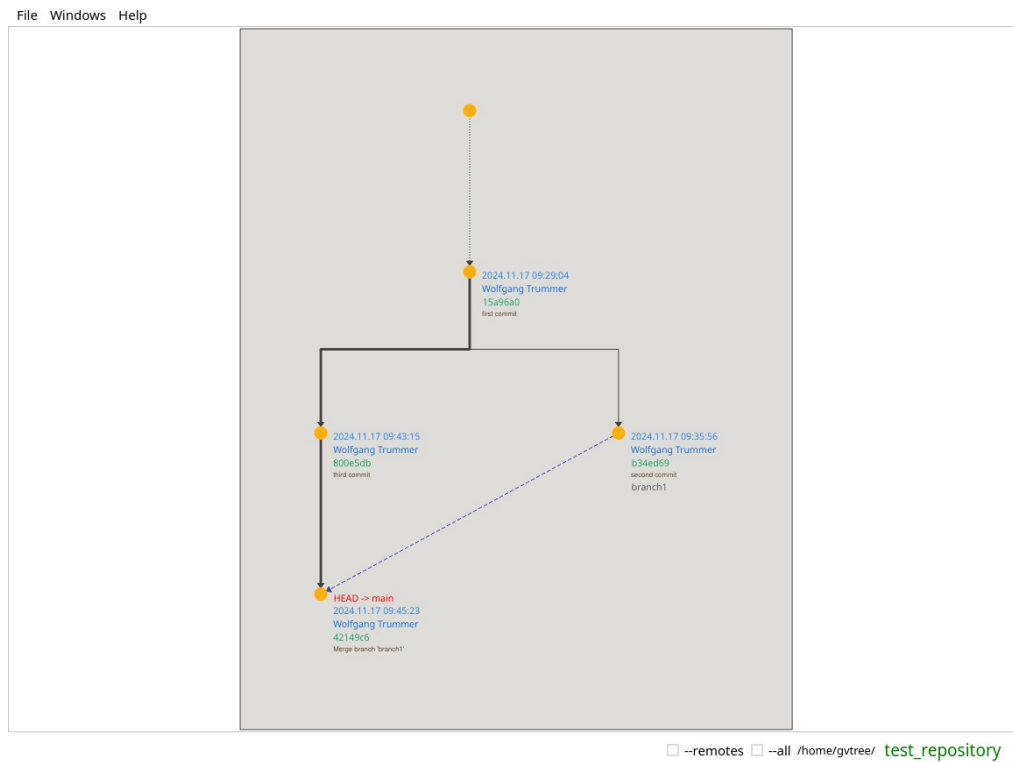 File Windows Help
2024.11.17 09:29:04
Wolfgang Trummer
15a96a0
first commit
2024.11.17 09:43:15
Wolfgang Trummer
800e5db
third commit
2024.11.17 09:35:56
Wolfgang Trummer
b34ed69
second commit
branch1
HEAD -> main
2024.11.17 09:45:23
Wolfgang Trummer
42149c6
Merge branch 'branch1'
--remotes --all /home/gvtree/ test_repository